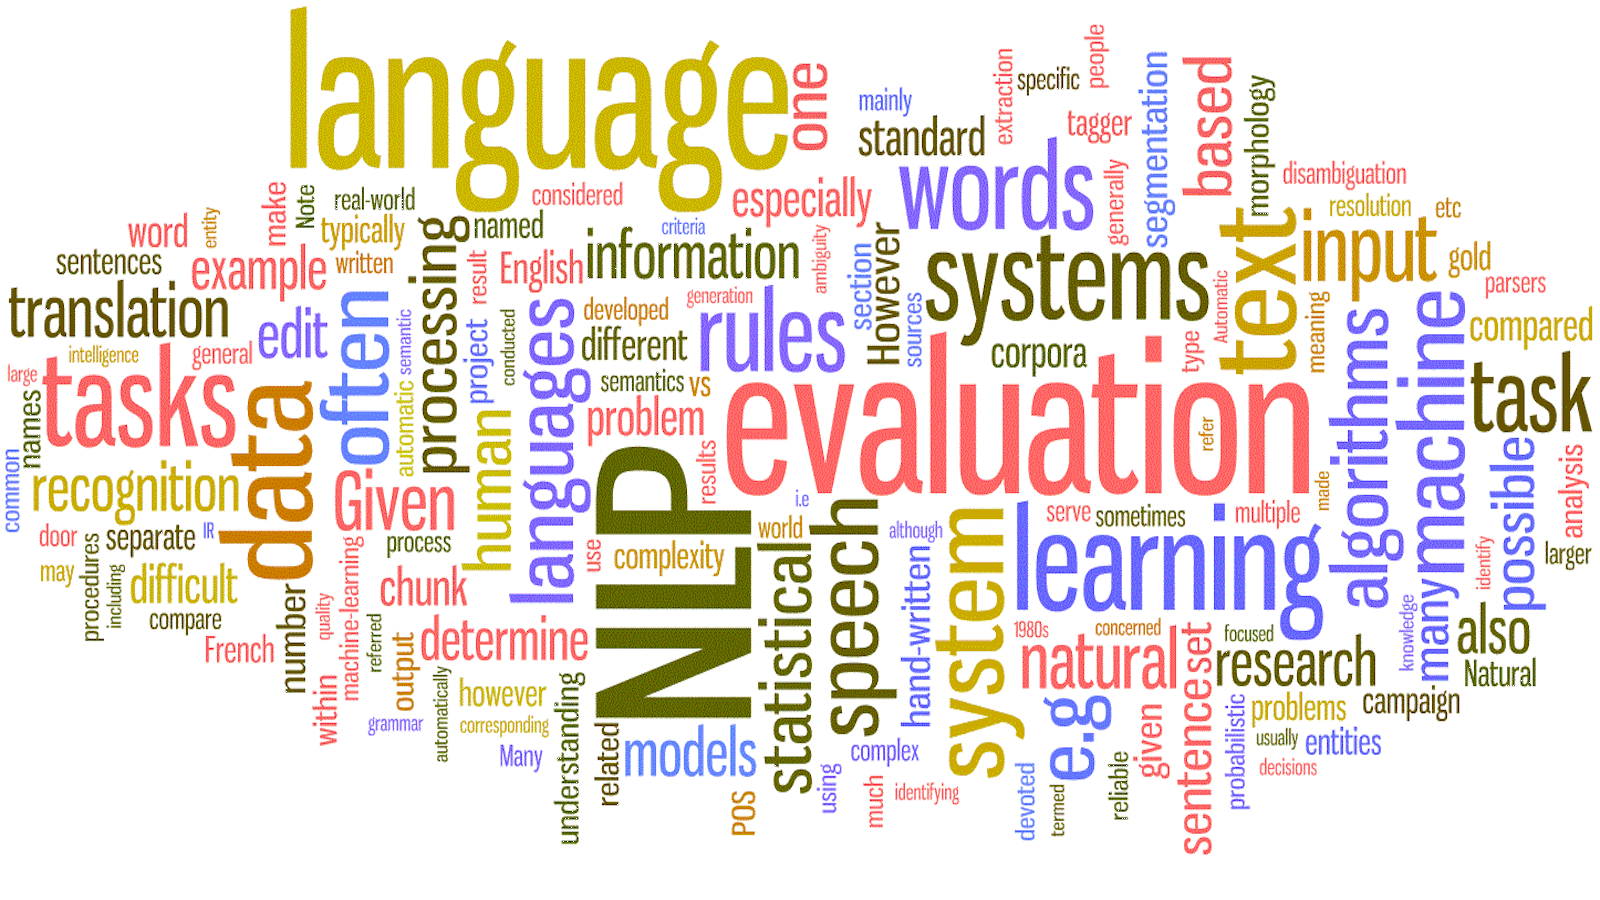 language
one
mainly
standard
extraction
specific
people
tagger
segmentation
based
morphology
disambiguation
resolution
etc
words
generally
especially
considered
real-world
Note
make
typically
written
entity
word
sentences
example
translation
edit
often
processing
named
criteria
English
information
ambiguity
result
section
However
sources
systems
Automatic
text
input
gold
parsers
compared
meaning
machine
algorithms
task
type
corpora
rules
generation
developed
different
semantics
vs
problem
languages
conducted
project
semantic
automatic
general
intelligence
large
tasks
names
data
human
evaluation
refer
results
NLP
recognition
common
door
separate
IR
Given
process
chunk
may
procedures
including
difficult
compare
French
number
quality
machine-learning
within
referred
output
determine
grammar
automatically
however
corresponding
Many
understanding
related
models
use
complexity
world
i.e
statistical
speech
although
hand-written
system
learning
serve
sometimes
multiple
made
possible
analysis
identify
larger
many
knowledge
also
Natural
campaign
research
focused
concerned
1980s
natural
set
sentence
e.g
given
problems
usually
entities
decisions
probabilistic
reliable
termed
devoted
complex
using
much
identifying
POS